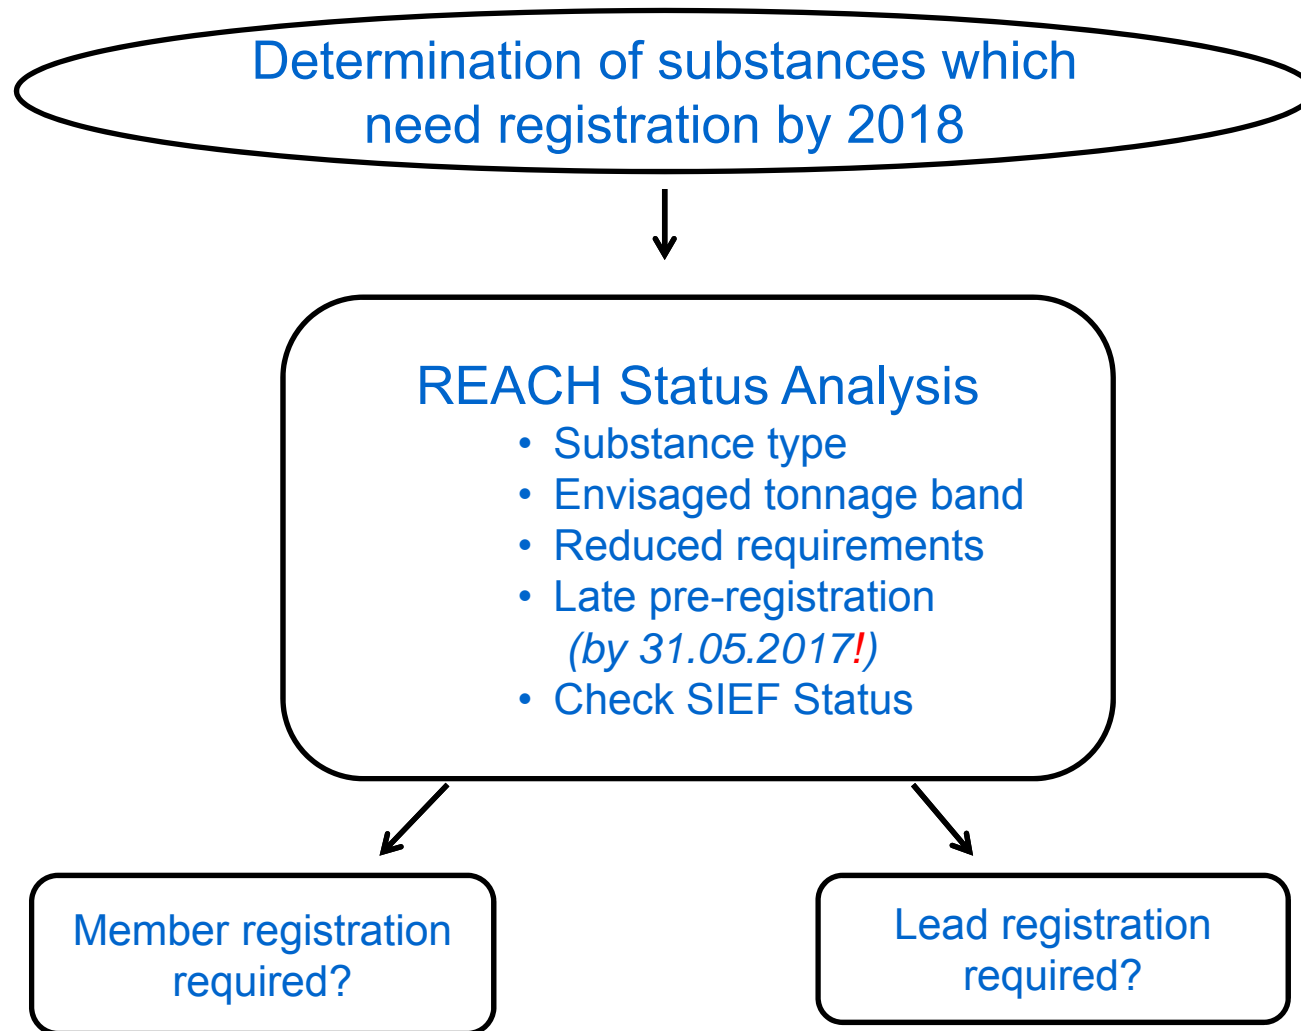 Determination of substances which
need registration by 2018
REACH Status Analysis
• Substance type
• Envisaged tonnage band
• Reduced requirements
• Late pre-registration
(by 31.05.2017!)
• Check SIEF Status
Member registration
required?
Lead registration
required?